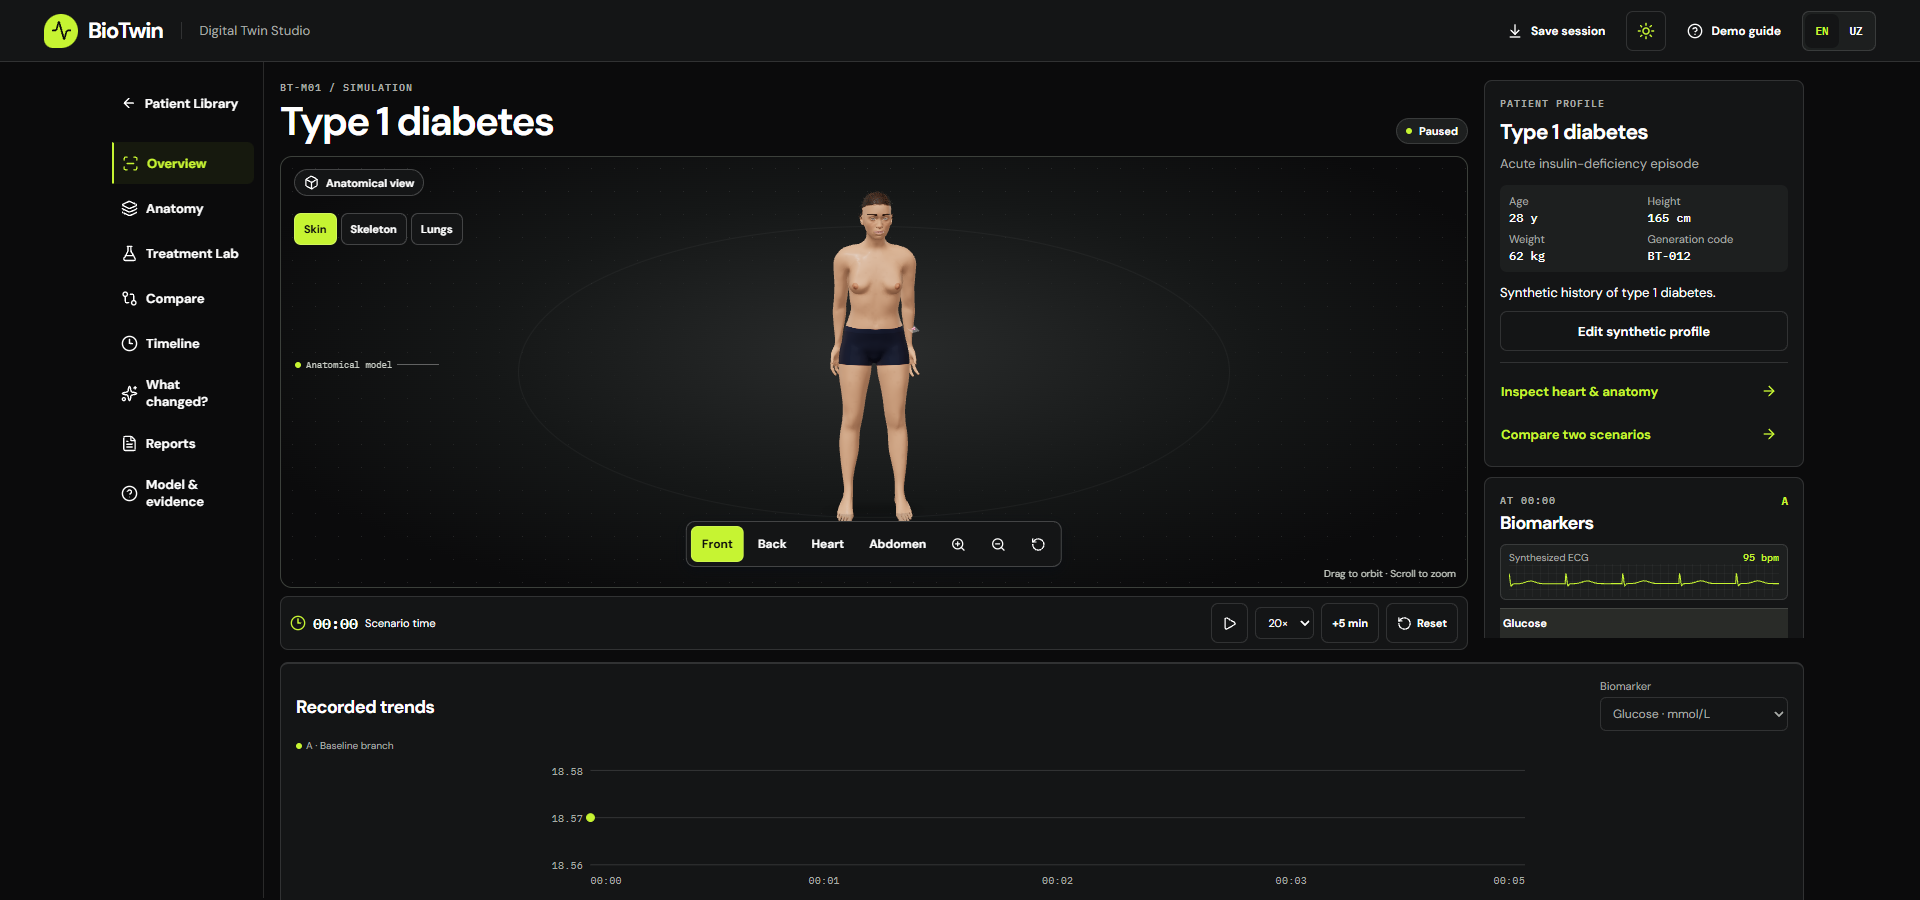 BioTwin
Digital Twin Studio
Save session
Demo guide
EN
UZ
Patient Library
Overview
Anatomy
Treatment Lab
Compare
Timeline
What
changed?
Reports
Model &
evidence
BT-M01 / SIMULATION
Type 1 diabetes
Paused
Anatomical view
Skin
Skeleton
Lungs
Anatomical model
Front
Back
Heart
Abdomen
Drag to orbit · Scroll to zoom
00:00 Scenario time
20×
+5 min
Reset
PATIENT PROFILE
Type 1 diabetes
Acute insulin-deficiency episode
Age
Height
28 y
165 cm
Weight
Generation code
62 kg
BT-012
Synthetic history of type 1 diabetes.
Edit synthetic profile
Inspect heart & anatomy
Compare two scenarios
AT 00:00
A
Biomarkers
Synthesized ECG
95 bpm
Glucose
Recorded trends
Biomarker
Glucose · mmol/L
A · Baseline branch
18.58
18.57
18.56
00:00
00:01
00:02
00:03
00:05